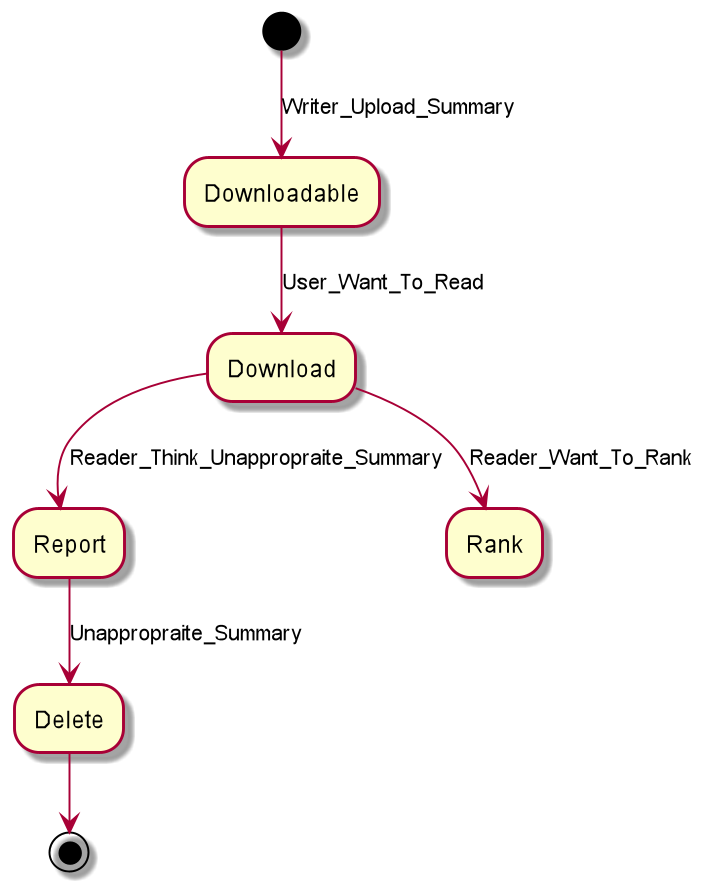 Writer_Upload_Summary
Downloadable
User_Want_To_Read
Download
Reader_Think_Unappropraite_Summary
Reader_Want_To_Rank
Report
Rank
Unappropraite_Summary
Delete